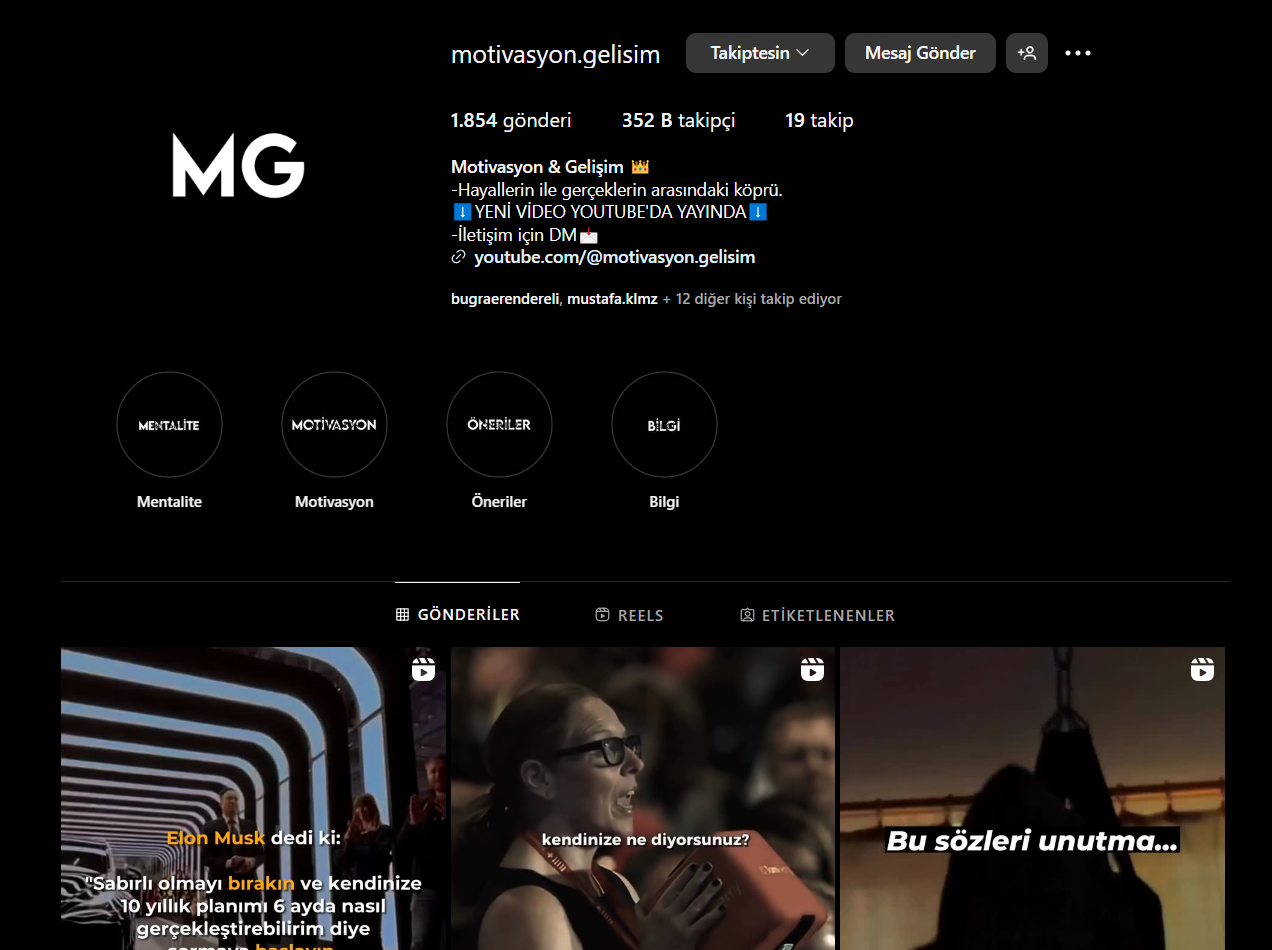 motivasyon.gelisim Takiptesin Mesaj Gönder
1.854 gönderi 352 B takipçi 19 takip
MG
Motivasyon & Gelişim 👑
-Hayallerin ile gerçeklerin arasındaki köprü.
⬇️YENİ VİDEO YOUTUBE'DA YAYINDA⬇️
-İletişim için DM📩
youtube.com/@motivasyon.gelisim
bugraerendereli, mustafa.klmz + 12 diğer kişi takip ediyor
MENTALİTE MOTİVASYON ÖNERİLER BİLGİ
Mentalite Motivasyon Öneriler Bilgi
GÖNDERİLER REELS ETİKETLENENLER
Elon Musk dedi ki:
"Sabırlı olmayı bırakın ve kendinize
10 yıllık planımı 6 ayda nasıl
gerçekleştirebilirim diye
sormaya başlayın
kendinize ne diyorsunuz?
Bu sözleri unutma...